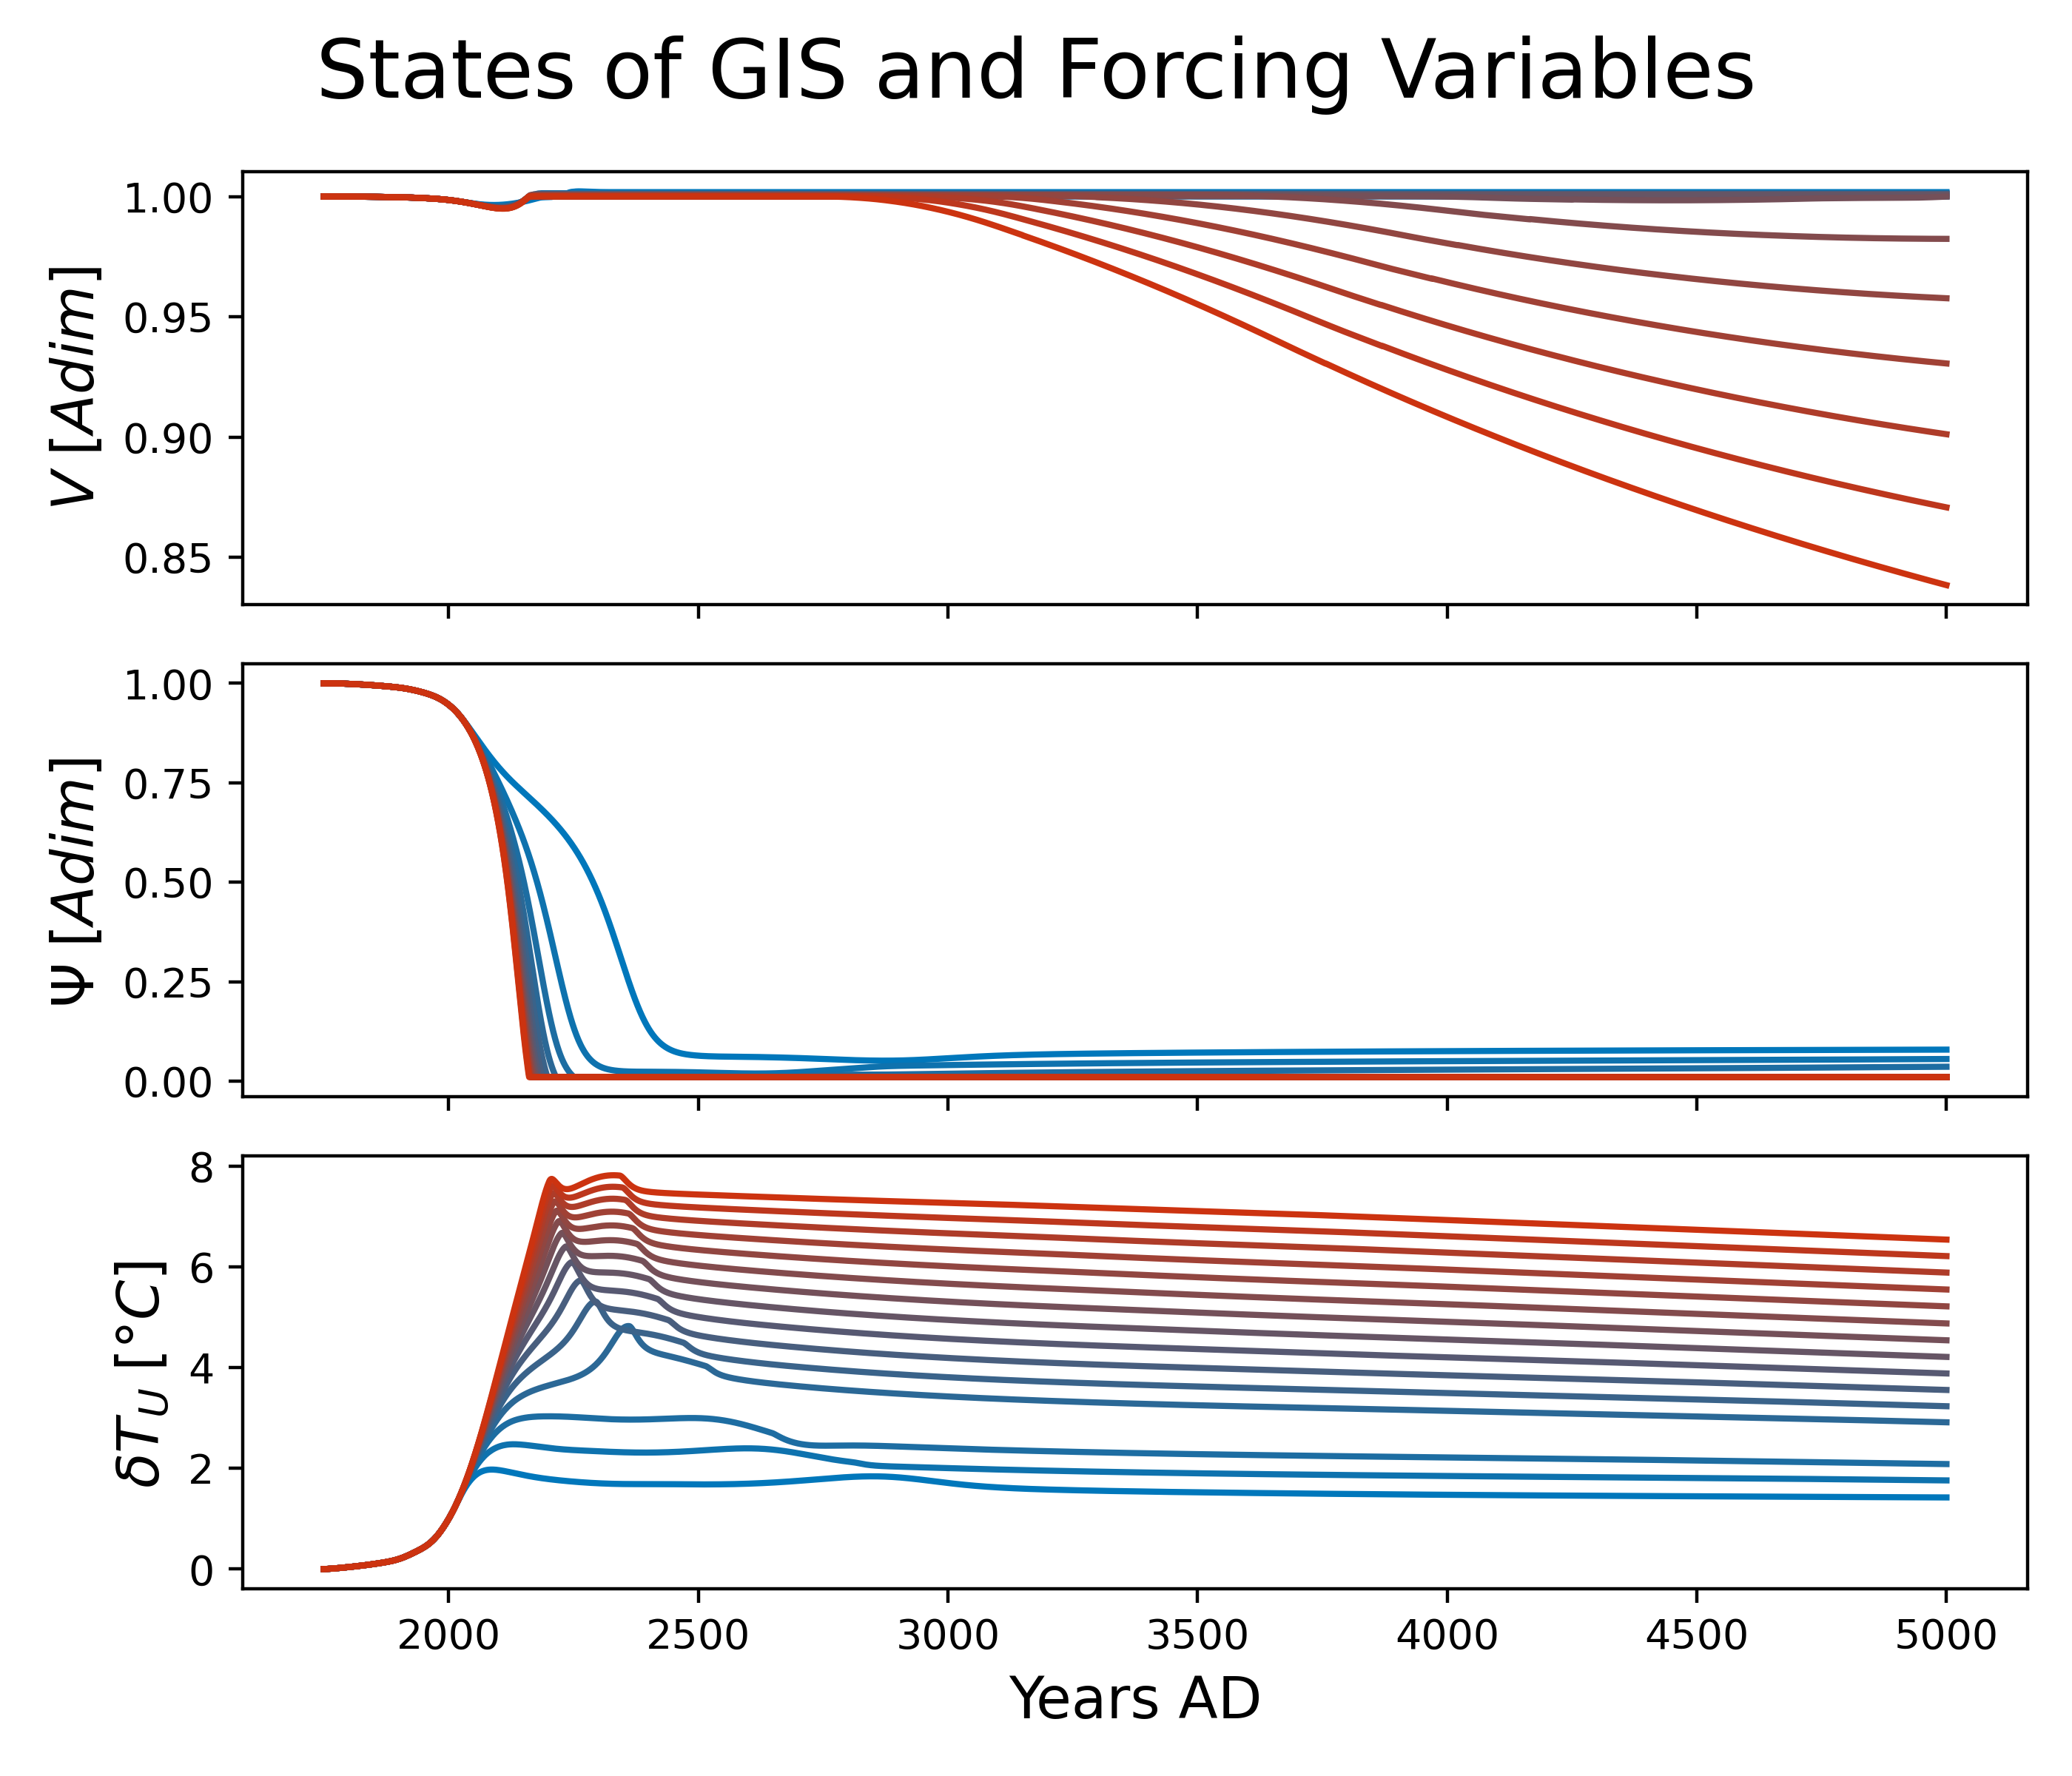 States of GIS and Forcing Variables
V [Adim]
1.00
0.95
0.90
0.85
Ψ [Adim]
1.00
0.75
0.50
0.25
0.00
δT_U [°C]
8
6
4
2
0
2000 2500 3000 3500 4000 4500 5000
Years AD